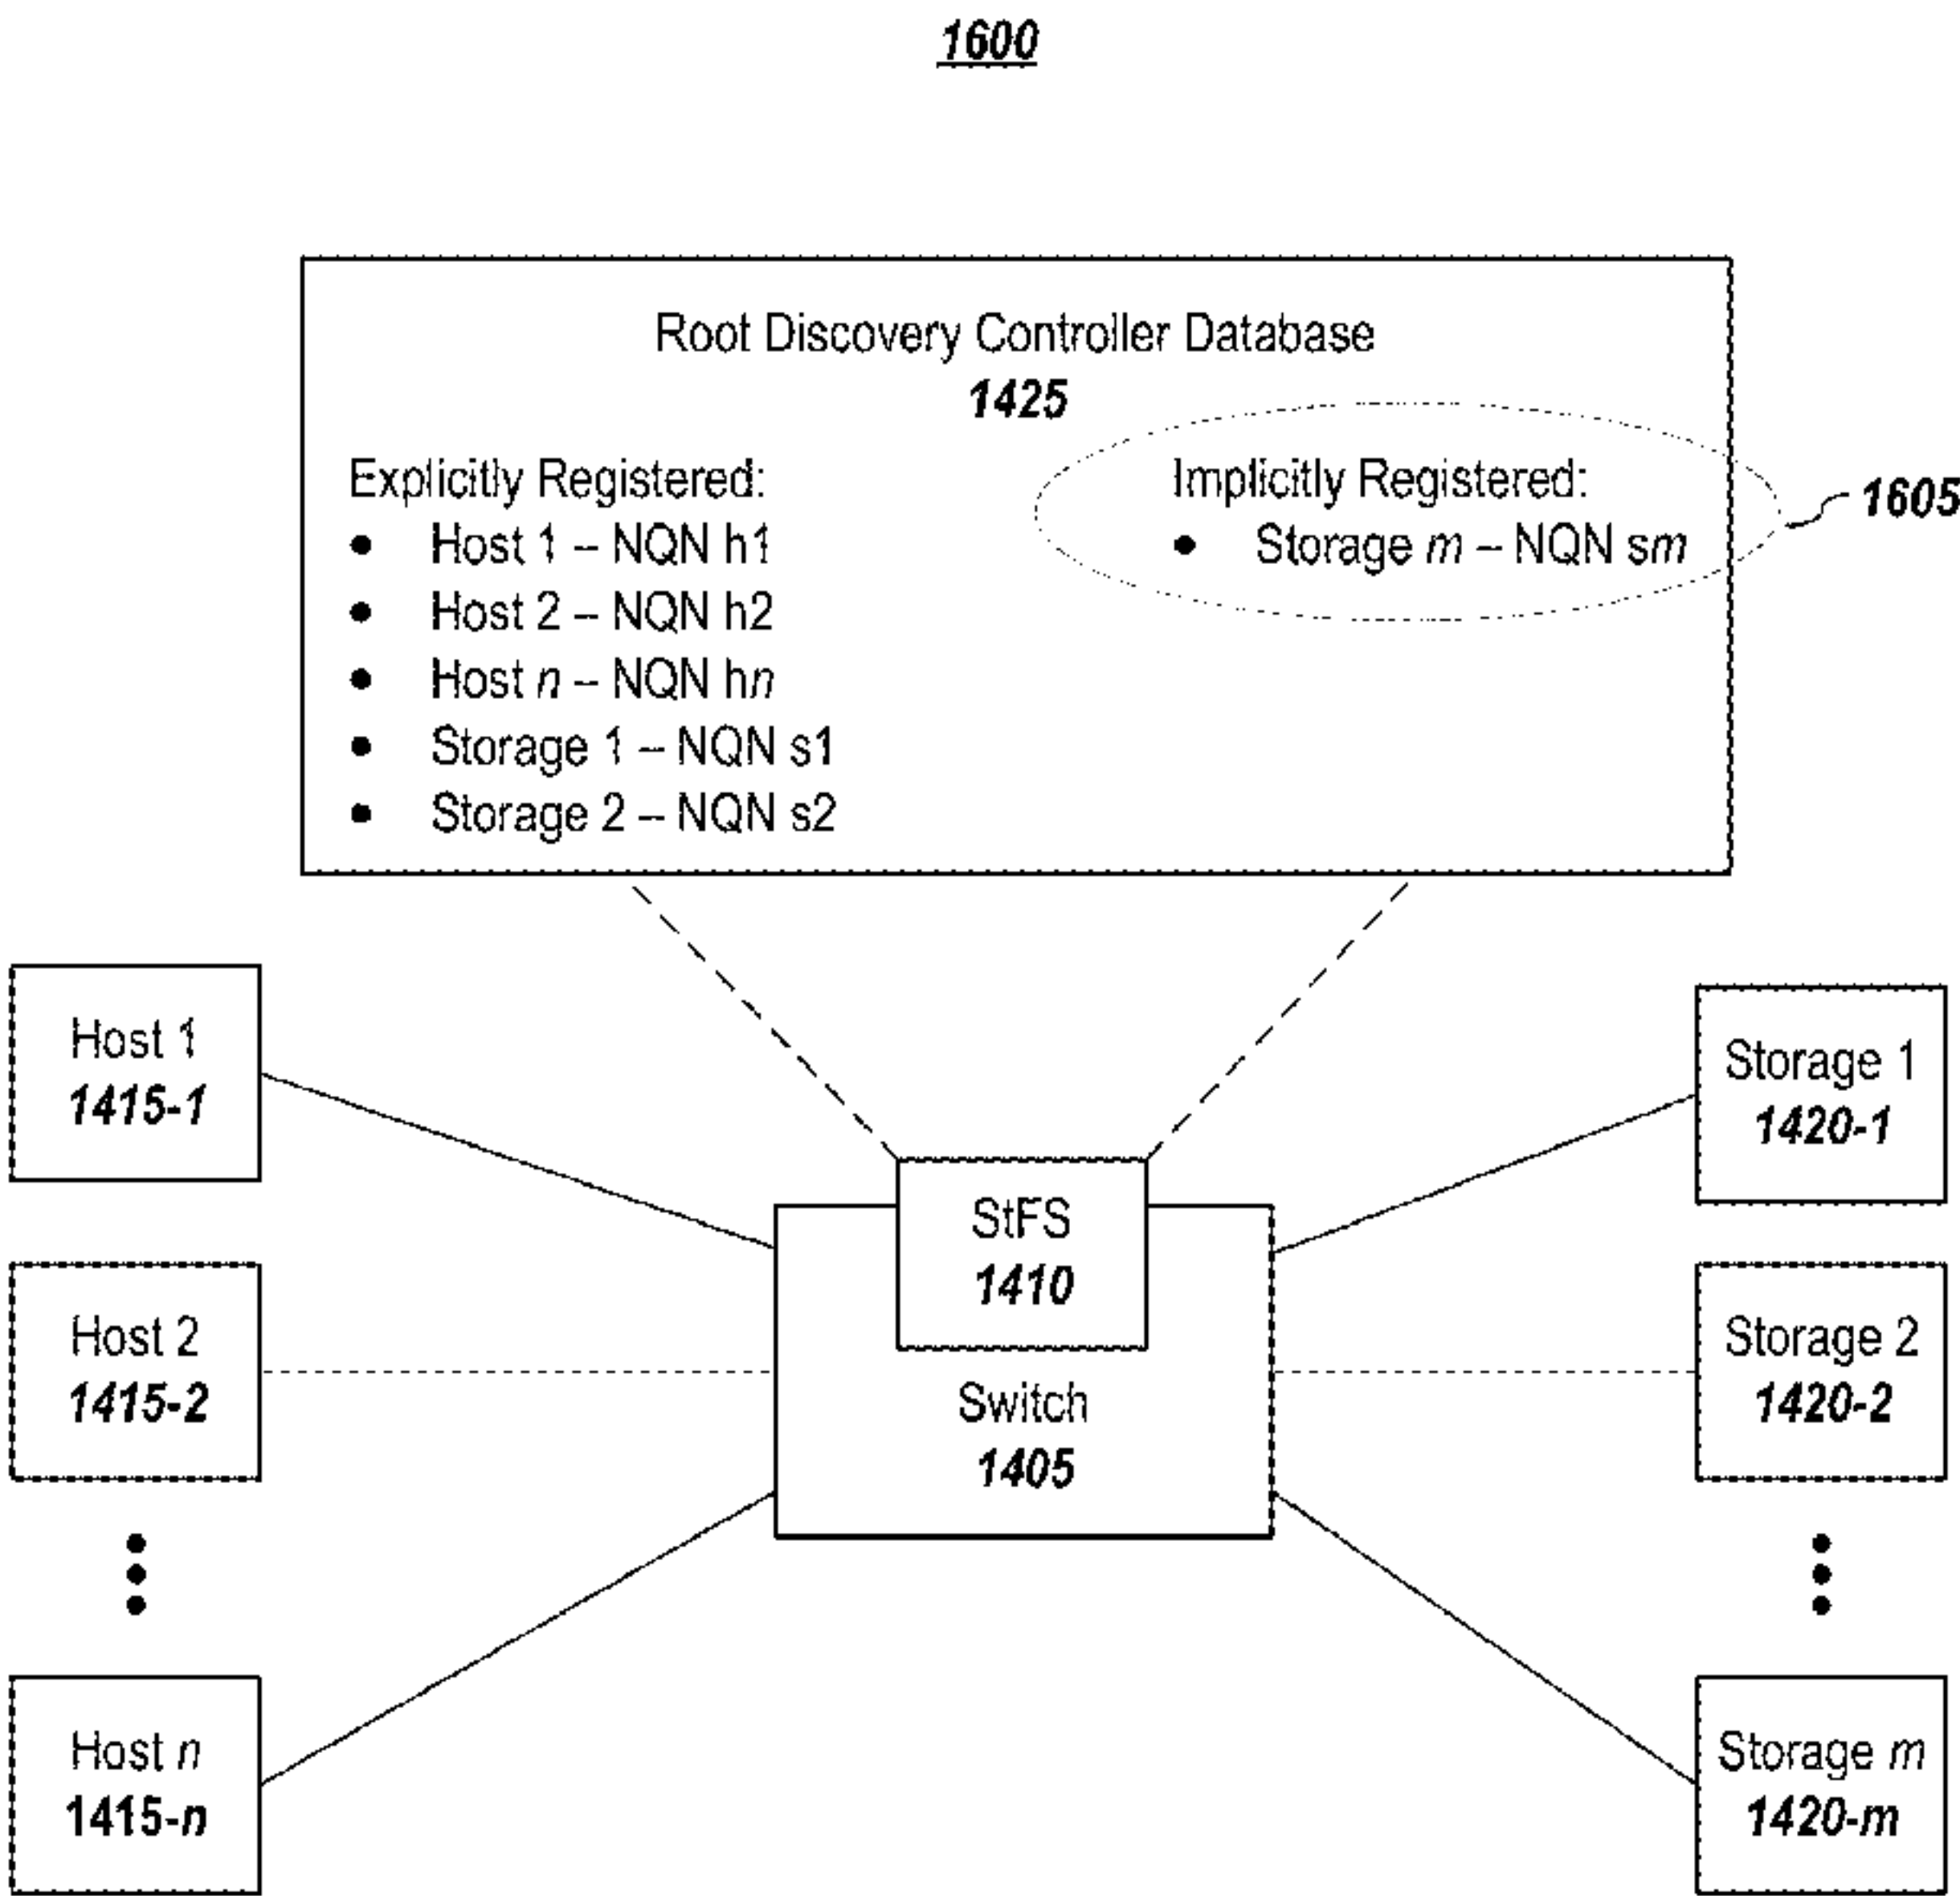 1600
Root Discovery Controller Database
1425
Explicitly Registered:
• Host 1 – NQN h1
• Host 2 – NQN h2
• Host n – NQN hn
• Storage 1 – NQN s1
• Storage 2 – NQN s2
Implicitly Registered:
• Storage m – NQN sm
1605
Host 1
1415-1
Host 2
1415-2
Host n
1415-n
StFS
1410
Switch
1405
Storage 1
1420-1
Storage 2
1420-2
Storage m
1420-m